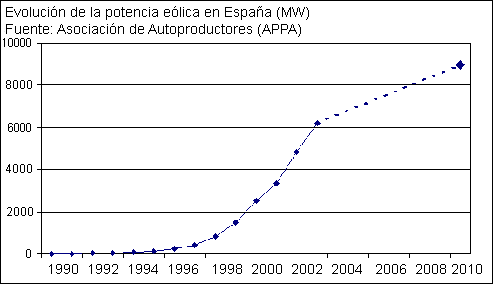 Evolución de la potencia eólica en España (MW)
Fuente: Asociación de Autoproductores (APPA)
10000
8000
6000
4000
2000
0
1990 1992 1994 1996 1998 2000 2002 2004 2006 2008 2010